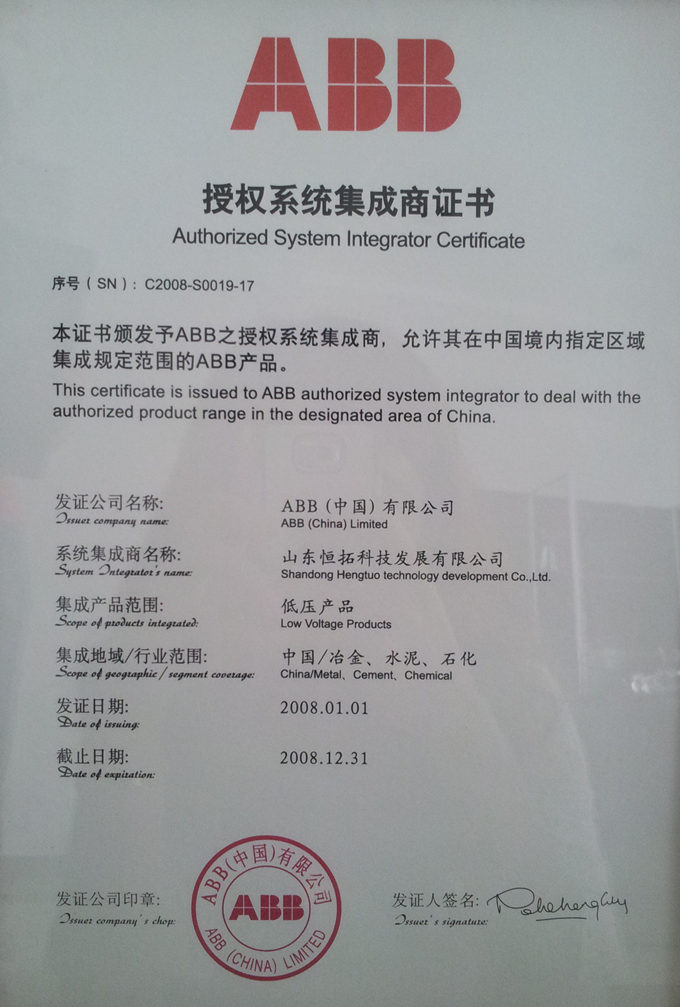 ABB
授权系统集成商证书
Authorized System Integrator Certificate
序号（SN）：C2008-S0019-17
本证书颁发予ABB之授权系统集成商，允许其在中国境内指定区域
集成规定范围的ABB产品。
This certificate is issued to ABB authorized system integrator to deal with the
authorized product range in the designated area of China.
发证公司名称: ABB（中国）有限公司
Issuer company name: ABB (China) Limited
系统集成商名称: 山东恒拓科技发展有限公司
System Integrator's name: Shandong Hengtuo technology development Co.,Ltd.
集成产品范围: 低压产品
Scope of products integrated: Low Voltage Products
集成地域/行业范围: 中国/冶金、水泥、石化
Scope of geographic / segment coverage: China/Metal、Cement、Chemical
发证日期: 2008.01.01
Date of issuing:
截止日期: 2008.12.31
Date of expiration:
发证公司印章:
Issuer company's chop:
ABB(中国)有限公司
ABB
ABB (CHINA) LIMITED
发证人签名:
Issuer's signature: